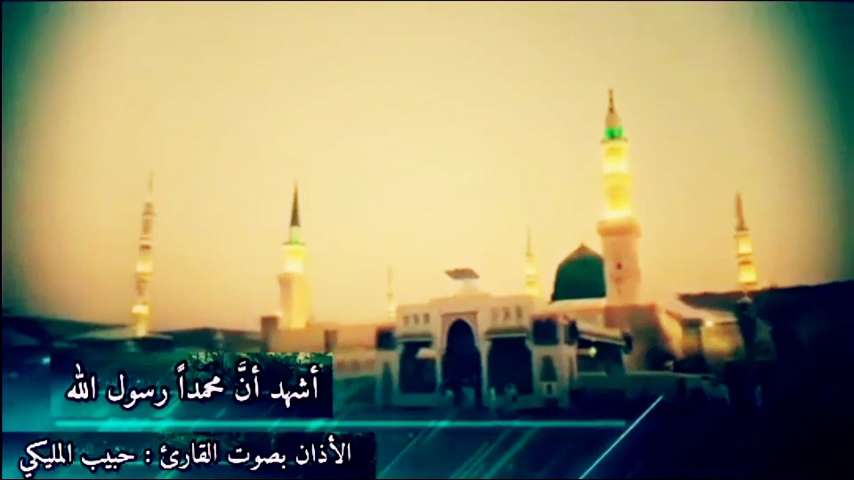 أشهد أنَّ محمداً رسول الله
الأذان بصوت القارئ : حبيب المليكي